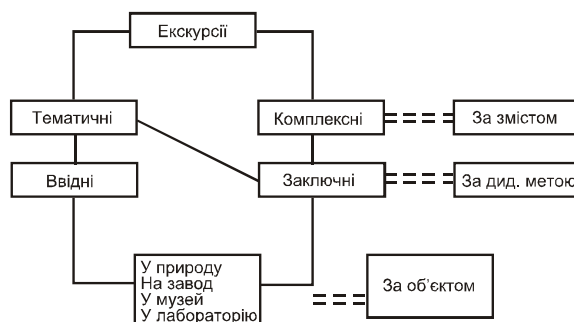 Екскурсії
Тематичні
Комплексні
За змістом
Ввідні
Заключні
За дид. метою
У природу
На завод
У музей
У лабораторію
За об’єктом